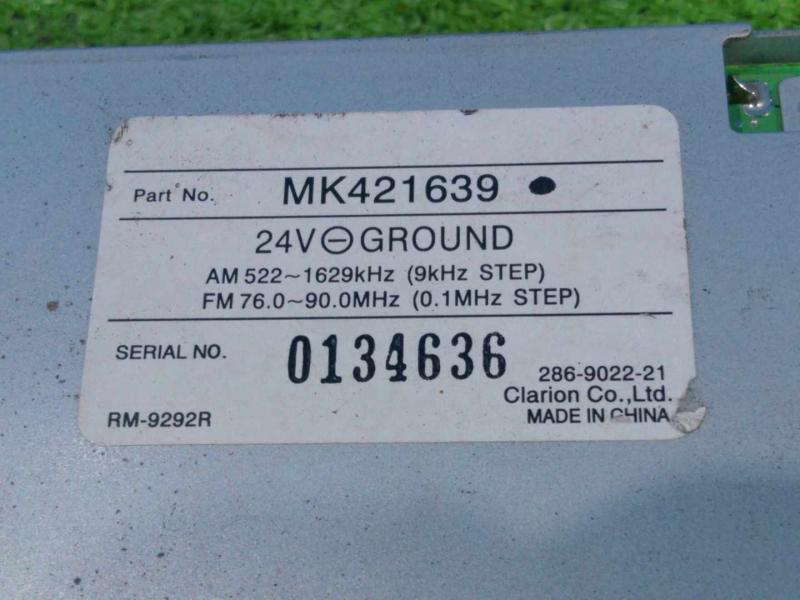 Part No. MK421639 ●
24V⊖GROUND
AM 522~1629kHz (9kHz STEP)
FM 76.0~90.0MHz (0.1MHz STEP)
SERIAL NO. 0134636
286-9022-21
Clarion Co.,Ltd.
RM-9292R MADE IN CHINA